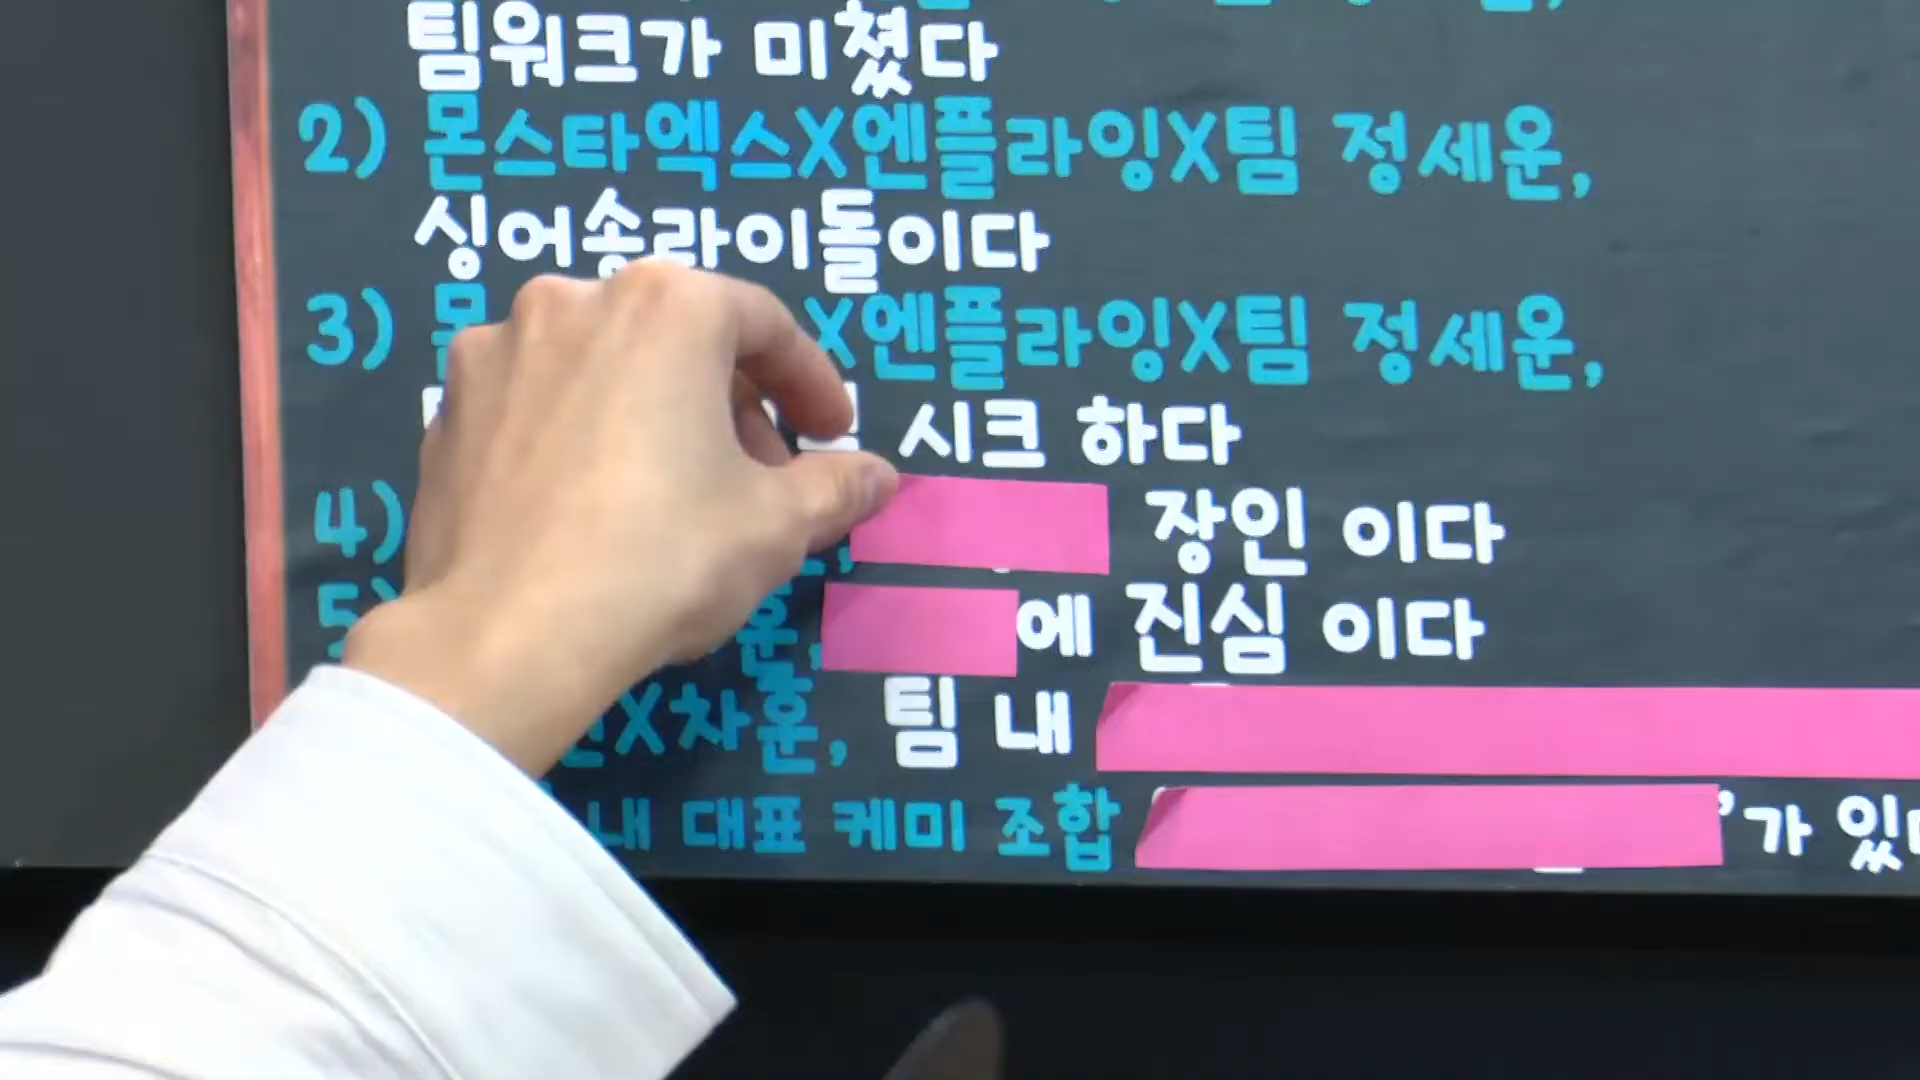 팀워크가 미쳤다
2) 몬스타엑스X엔플라잉X팀 정세운,
싱어송라이돌이다
3) 몬 X엔플라잉X팀 정세운,
시크 하다
4) 장인 이다
5) 훈, 에 진심 이다
X차훈, 팀 내
내 대표 케미 조합 ’가 있